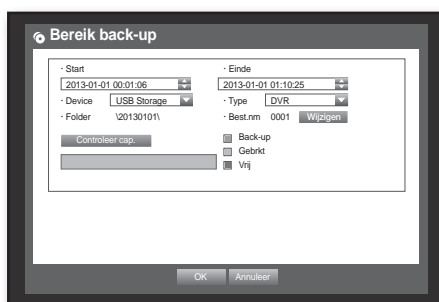 Bereik back-up
· Start
· Einde
2013-01-01 00:01:06
2013-01-01 01:10:25
· Device USB Storage
· Type DVR
· Folder \20130101\
· Best.nm 0001 Wijzigen
Controleer cap.
Back-up
Gebrkt
Vrij
OK Annuleer